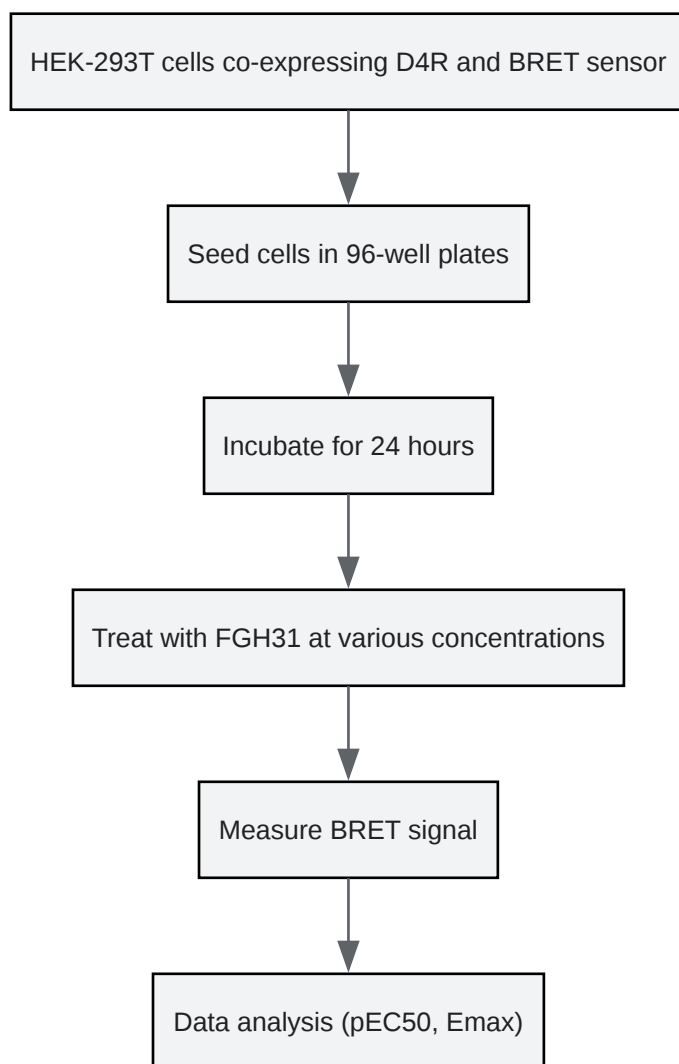 HEK-293T cells co-expressing D4R and BRET sensor
Seed cells in 96-well plates
Incubate for 24 hours
Treat with FGH31 at various concentrations
Measure BRET signal
Data analysis (pEC50, Emax)